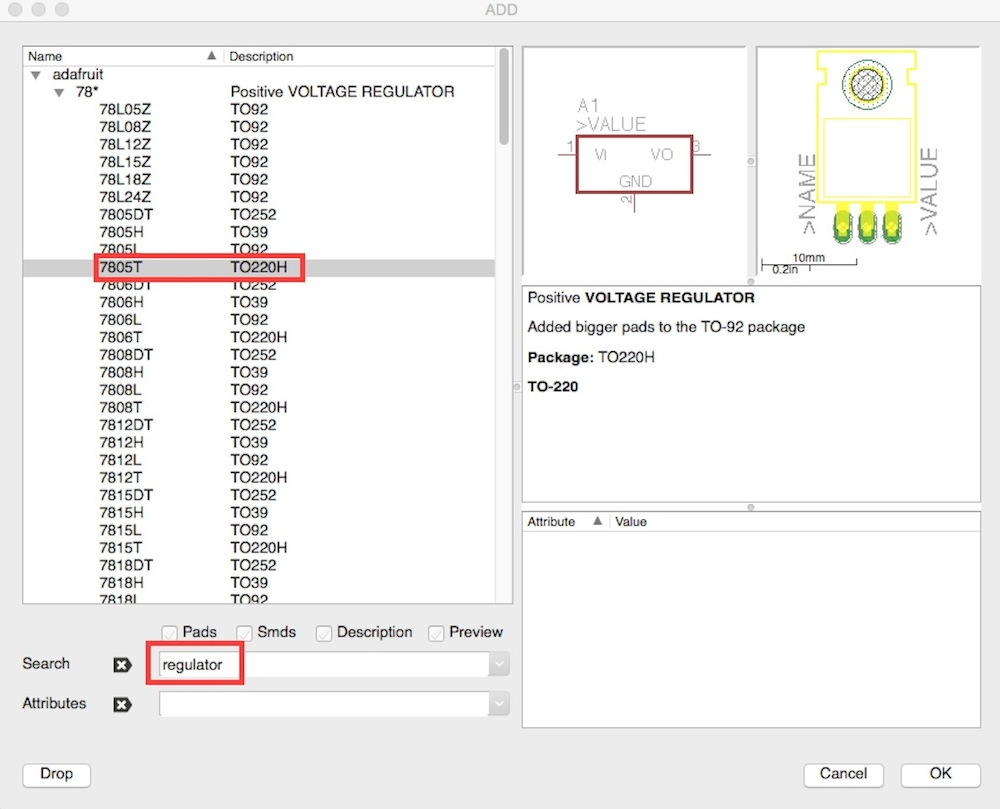 ADD
Name Description
adafruit
78* Positive VOLTAGE REGULATOR
78L05Z TO92
78L08Z TO92
78L12Z TO92
78L15Z TO92
78L18Z TO92
78L24Z TO92
7805DT TO252
7805H TO39
7805L TO92
7805T TO220H
7806DT TO252
7806H TO39
7806L TO92
7806T TO220H
7808DT TO252
7808H TO39
7808L TO92
7808T TO220H
7812DT TO252
7812H TO39
7812L TO92
7812T TO220H
7815DT TO252
7815H TO39
7815L TO92
7815T TO220H
7818DT TO252
7818H TO39
7818L TO92
Pads Smds Description Preview
Search regulator
Attributes
Drop
A1
>VALUE
1 VI VO 3
GND
2
>NAME
>VALUE
10mm
0.2in
Positive VOLTAGE REGULATOR
Added bigger pads to the TO-92 package
Package: TO220H
TO-220
Attribute Value
Cancel OK